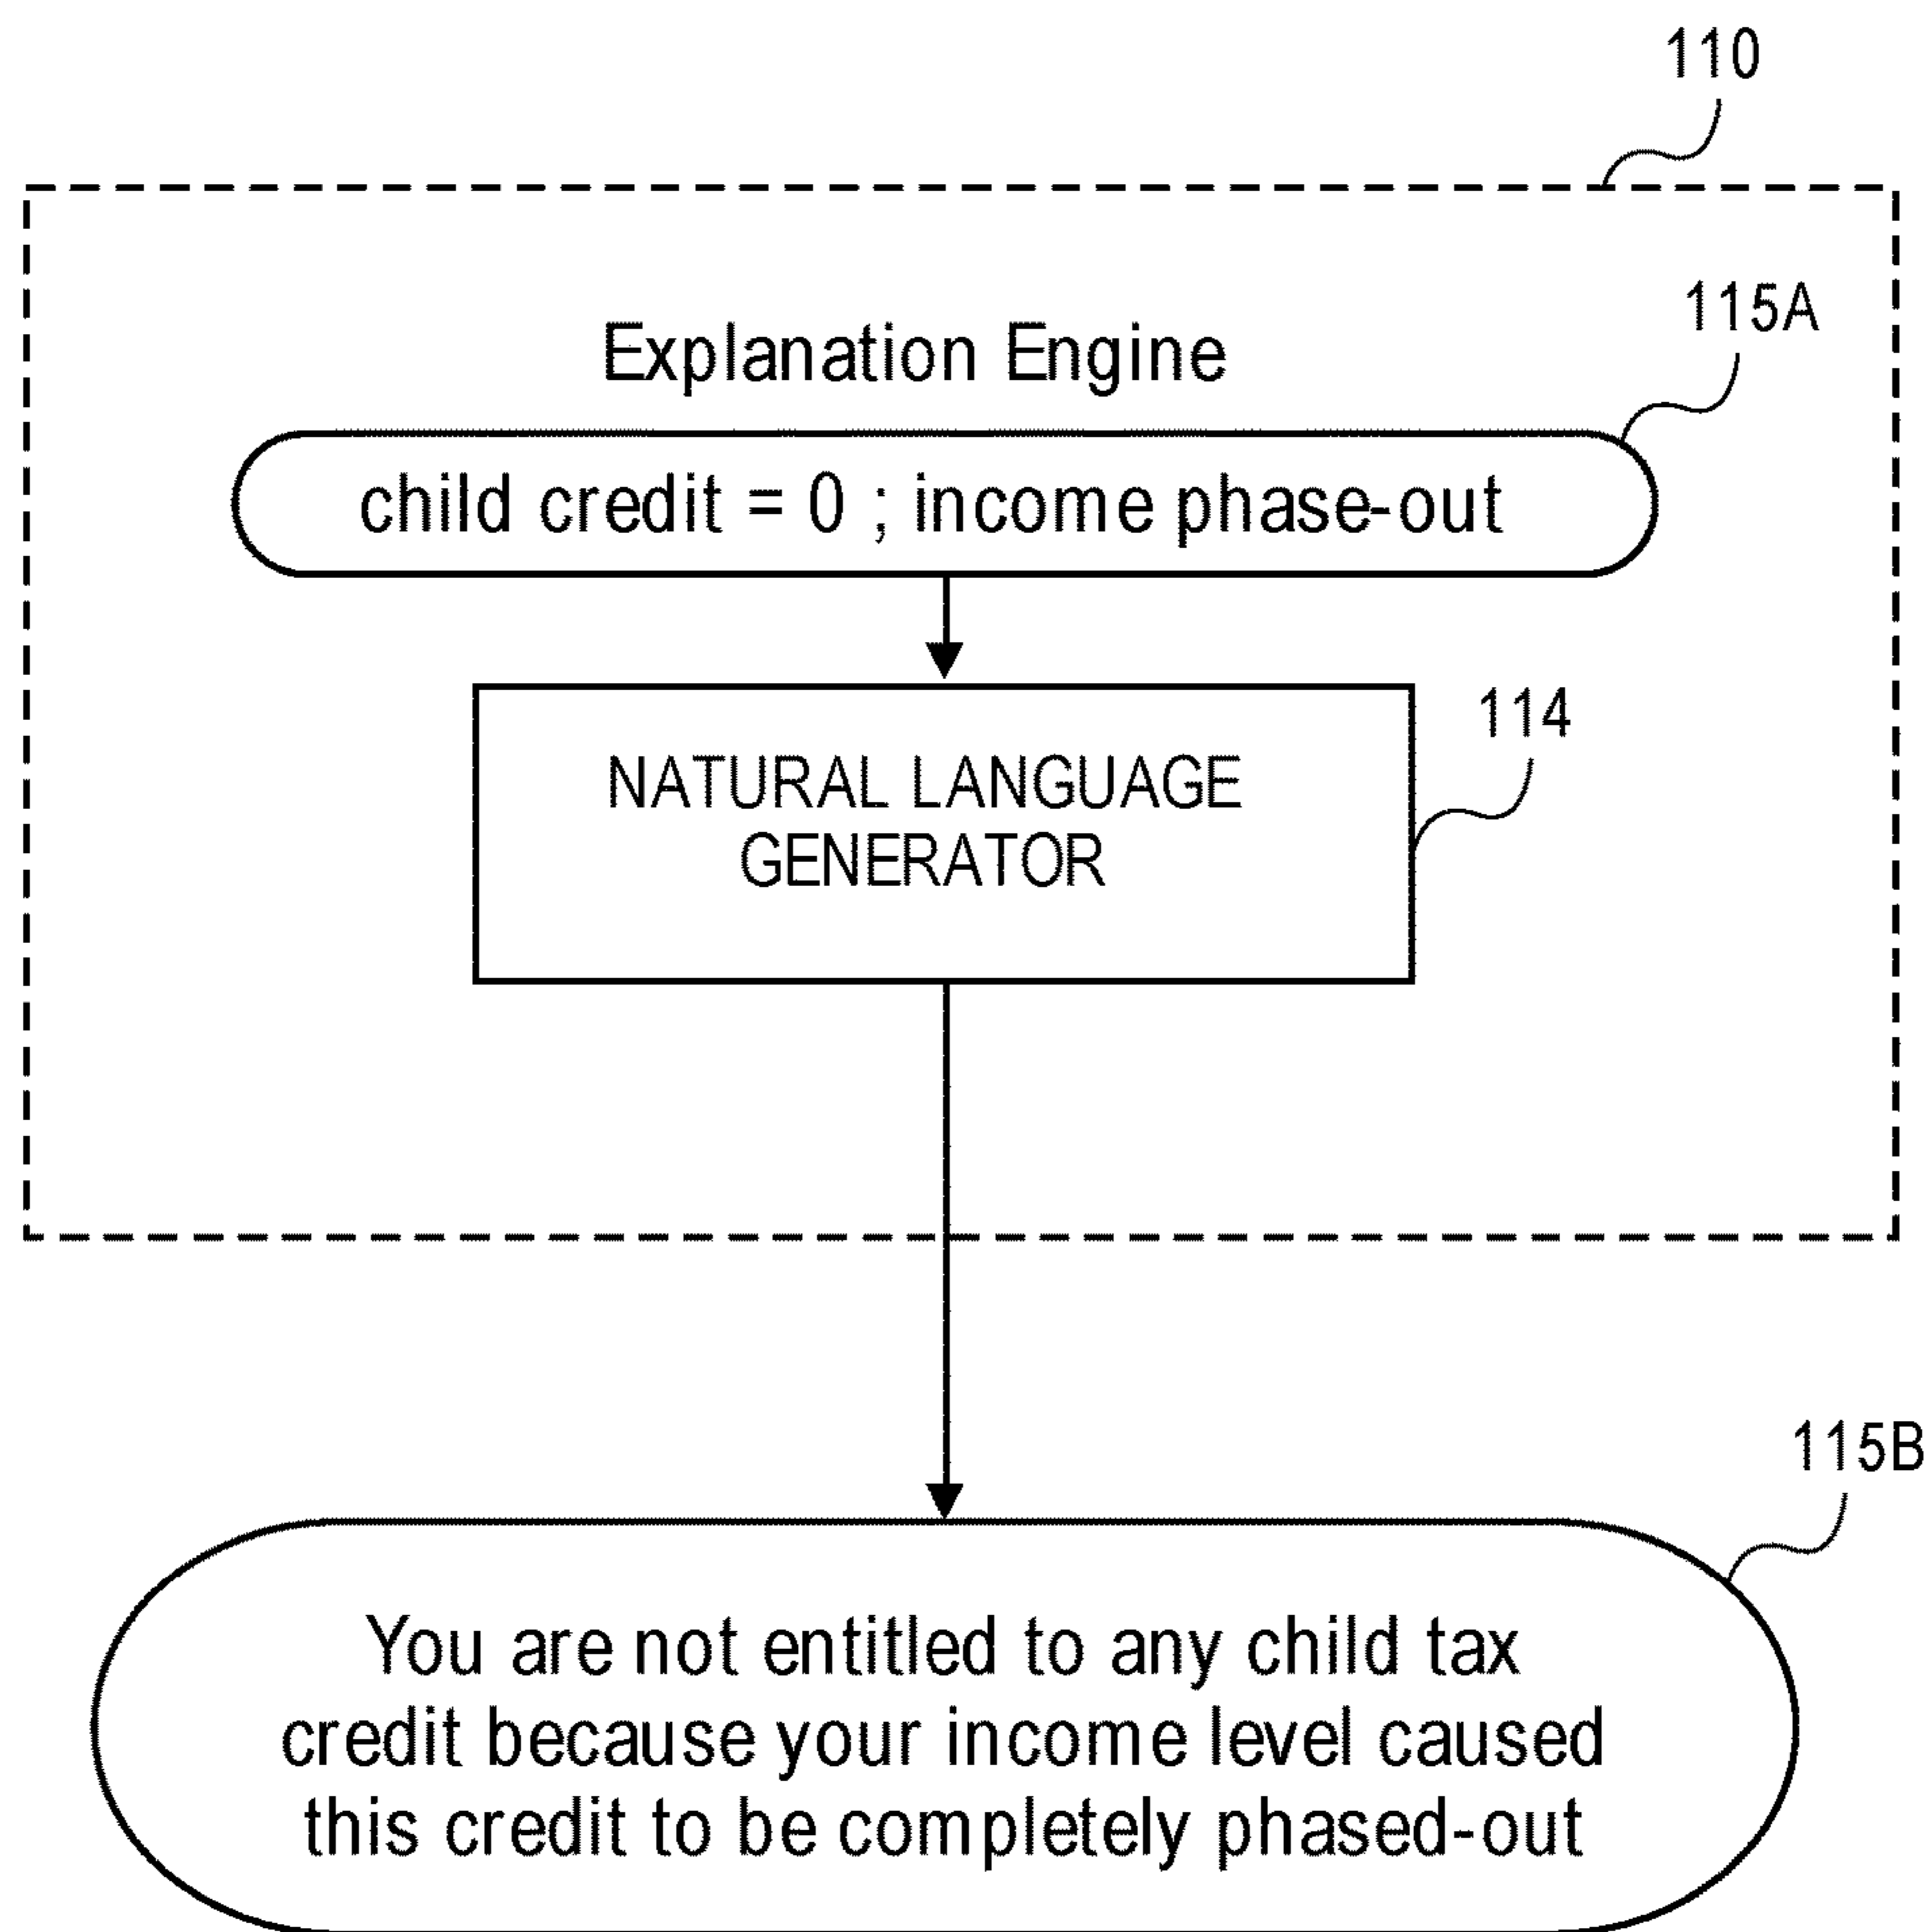 110
115A
Explanation Engine
child credit = 0 ; income phase-out
114
NATURAL LANGUAGE
GENERATOR
115B
You are not entitled to any child tax
credit because your income level caused
this credit to be completely phased-out